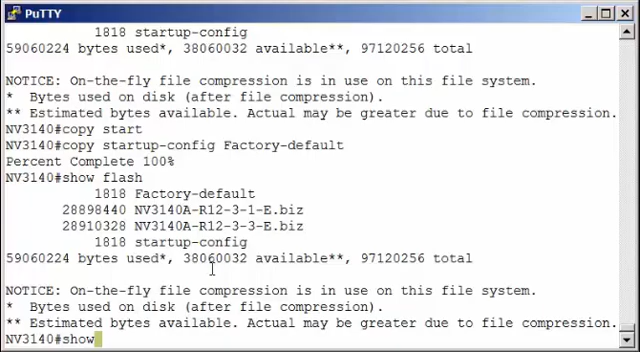 PuTTY
1818 startup-config
59060224 bytes used*, 38060032 available**, 97120256 total
NOTICE: On-the-fly file compression is in use on this file system.
* Bytes used on disk (after file compression).
** Estimated bytes available. Actual may be greater due to file compression.
NV3140#copy start
NV3140#copy startup-config Factory-default
Percent Complete 100%
NV3140#show flash
1818 Factory-default
28898440 NV3140A-R12-3-1-E.biz
28910328 NV3140A-R12-3-3-E.biz
1818 startup-config
59060224 bytes used*, 38060032 available**, 97120256 total
NOTICE: On-the-fly file compression is in use on this file system.
* Bytes used on disk (after file compression).
** Estimated bytes available. Actual may be greater due to file compression.
NV3140#show